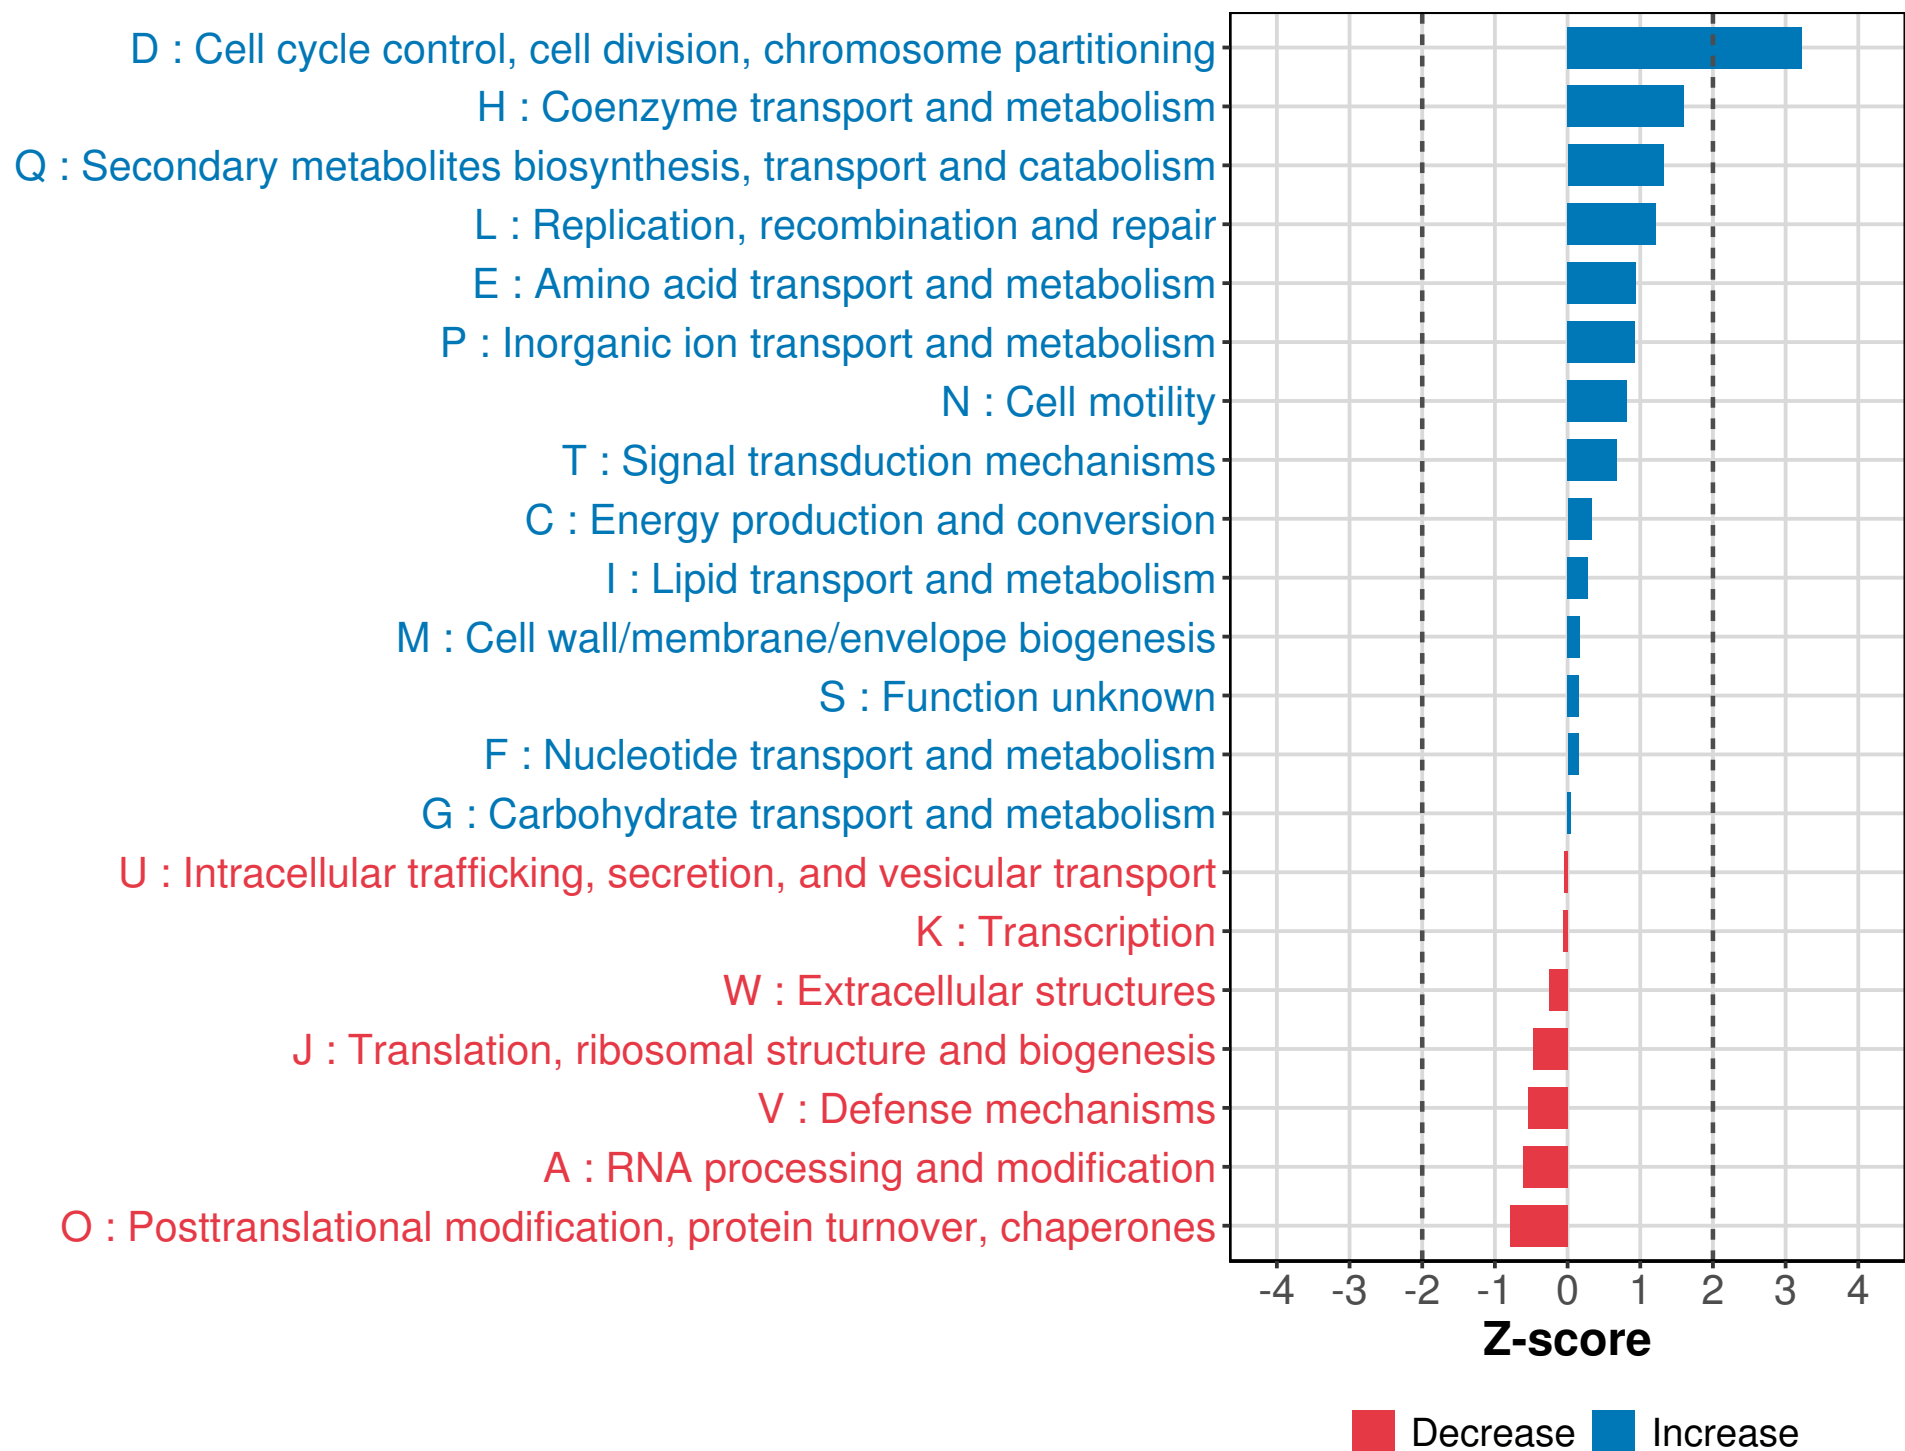 D : Cell cycle control, cell division, chromosome partitioning
H : Coenzyme transport and metabolism
Q : Secondary metabolites biosynthesis, transport and catabolism
L : Replication, recombination and repair
E : Amino acid transport and metabolism
P : Inorganic ion transport and metabolism
N : Cell motility
T : Signal transduction mechanisms
C : Energy production and conversion
I : Lipid transport and metabolism
M : Cell wall/membrane/envelope biogenesis
S : Function unknown
F : Nucleotide transport and metabolism
G : Carbohydrate transport and metabolism
U : Intracellular trafficking, secretion, and vesicular transport
K : Transcription
W : Extracellular structures
J : Translation, ribosomal structure and biogenesis
V : Defense mechanisms
A : RNA processing and modification
O : Posttranslational modification, protein turnover, chaperones
-4 -3 -2 -1 0 1 2 3 4
Z-score
Decrease Increase